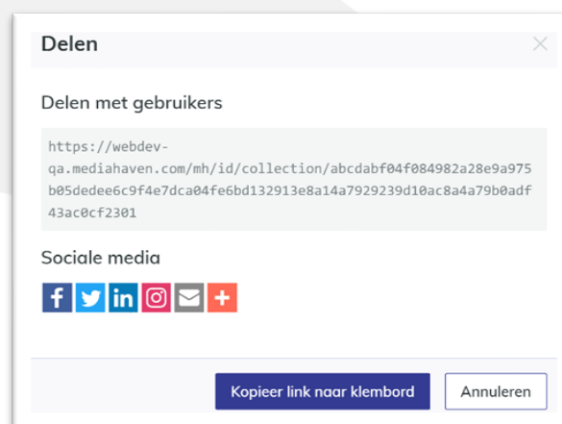 Delen
Delen met gebruikers
https://webdev-
qa.mediahaven.com/mh/id/collection/abcdabf04f084982a28e9a975
b05dedee6c9f4e7dca04fe6bd132913e8a14a7929239d10ac8a4a79b0adf
43ac0cf2301
Sociale media
Kopieer link naar klembord
Annuleren